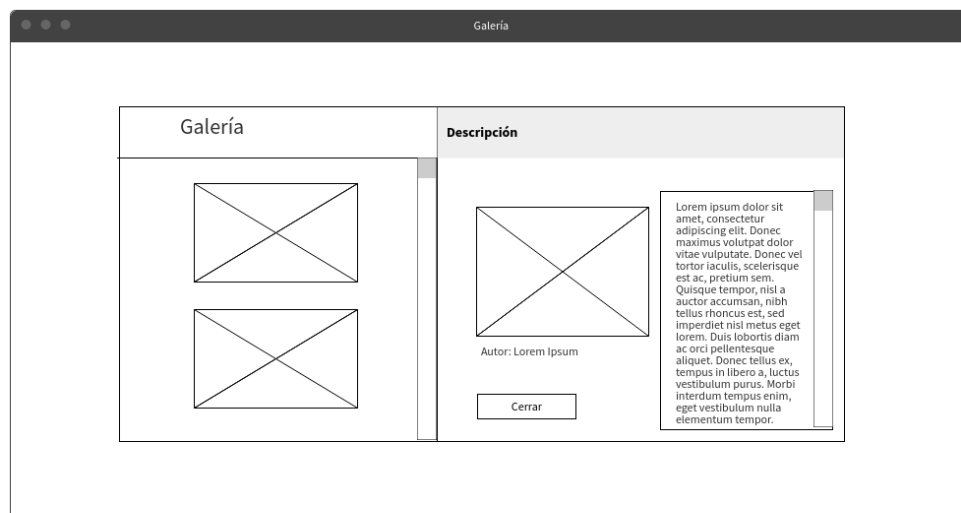 Galería
Galería
Descripción
Autor: Lorem Ipsum
Cerrar
Lorem ipsum dolor sit
amet, consectetur
adipiscing elit. Donec
maximus volutpat dolor
vitae vulputate. Donec vel
tortor iaculis, scelerisque
est ac, pretium sem.
Quisque tempor, nisl a
auctor accumsan, nibh
tellus rhoncus est, sed
imperdiet nisl metus eget
lorem. Duis lobortis diam
ac orci pellentesque
aliquet. Donec tellus ex,
tempus in libero a, luctus
vestibulum purus. Morbi
interdum tempus enim,
eget vestibulum nulla
elementum tempor.